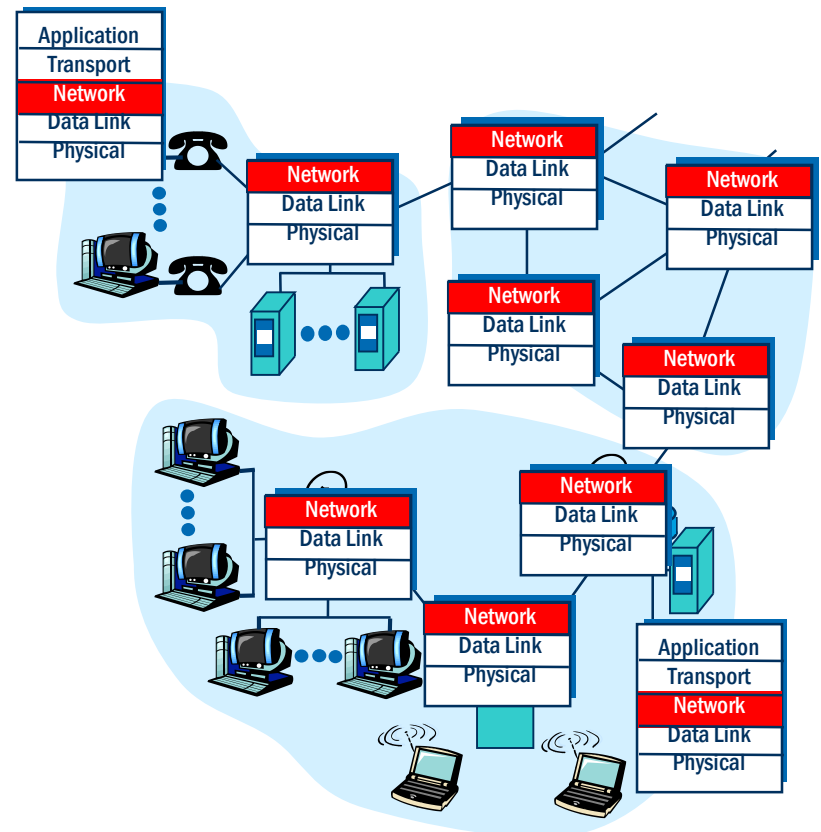 Application
Transport
Network
Data Link
Physical
Network
Data Link
Physical
Network
Data Link
Physical
Network
Data Link
Physical
Network
Data Link
Physical
Network
Data Link
Physical
Network
Data Link
Physical
Network
Data Link
Physical
Network
Data Link
Physical
Application
Transport
Network
Data Link
Physical